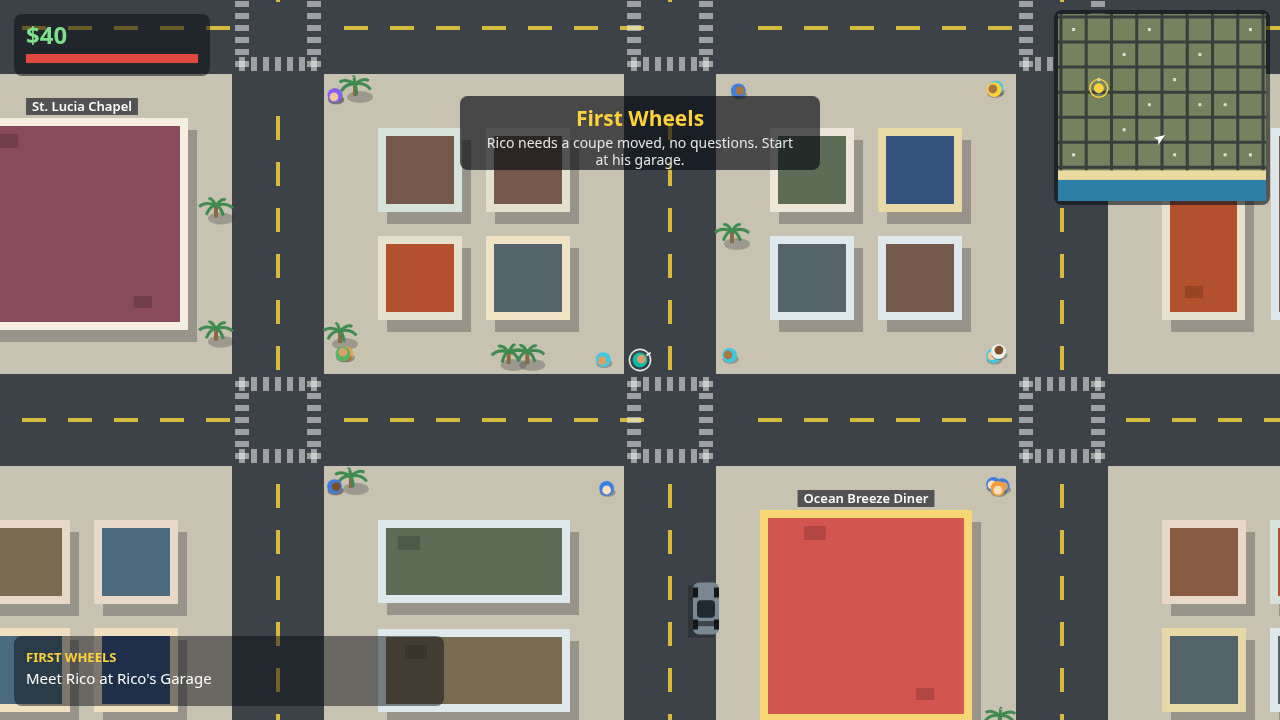 $40
St. Lucia Chapel
First Wheels
Rico needs a coupe moved, no questions. Start
at his garage.
Ocean Breeze Diner
FIRST WHEELS
Meet Rico at Rico's Garage